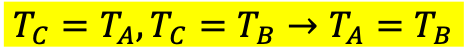 T_C = T_A, T_C = T_B → T_A = T_B